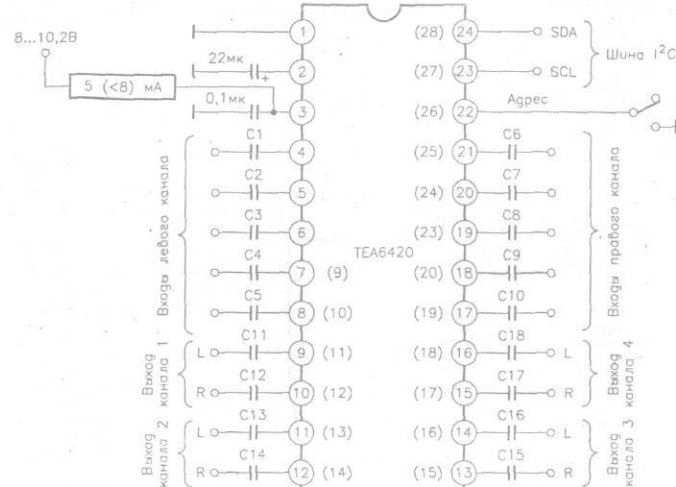 8...10,2В
5 (<8) мА
22мк
+
0,1мк
C1
C2
C3
C4
C5
C11
C12
C13
C14
Входы левого канала
Выход канала 1
L
R
Выход канала 2
L
R
1
2
3
4
5
6
7 (9)
8 (10)
9 (11)
10 (12)
11 (13)
12 (14)
TEA6420
(28) 24
(27) 23
(26) 22
(25) 21
(24) 20
(23) 19
(20) 18
(19) 17
(18) 16
(17) 15
(16) 14
(15) 13
SDA
SCL
Шина I²C
Адрес
C6
C7
C8
C9
C10
C18
C17
C16
C15
Входы правого канала
L
R
Выход канала 4
L
R
Выход канала 3